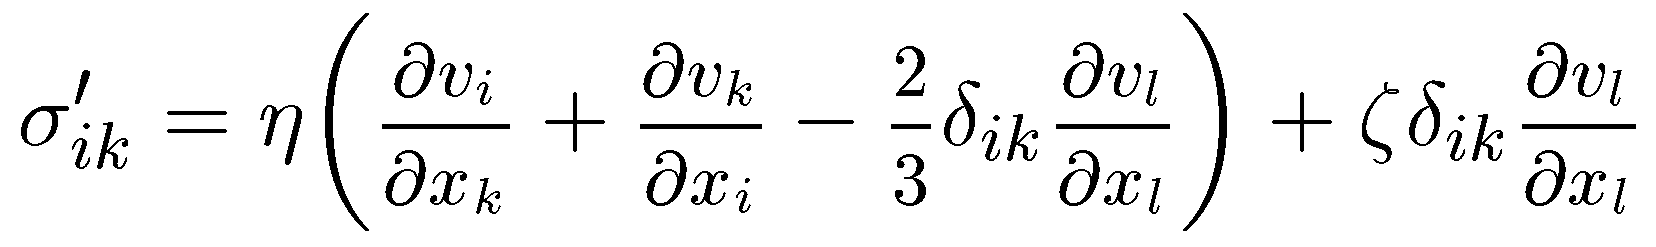 σ′_{ik} = η(∂v_i/∂x_k + ∂v_k/∂x_i − 2/3 δ_{ik} ∂v_l/∂x_l) + ζδ_{ik} ∂v_l/∂x_l